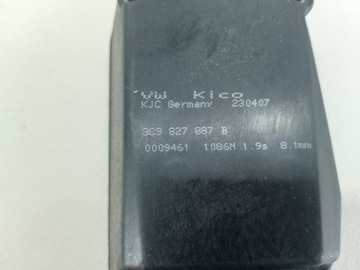 VW Kico
KJC Germany 230407
3C9 827 887 B
0009461 1086N 1.9s 8.1mm